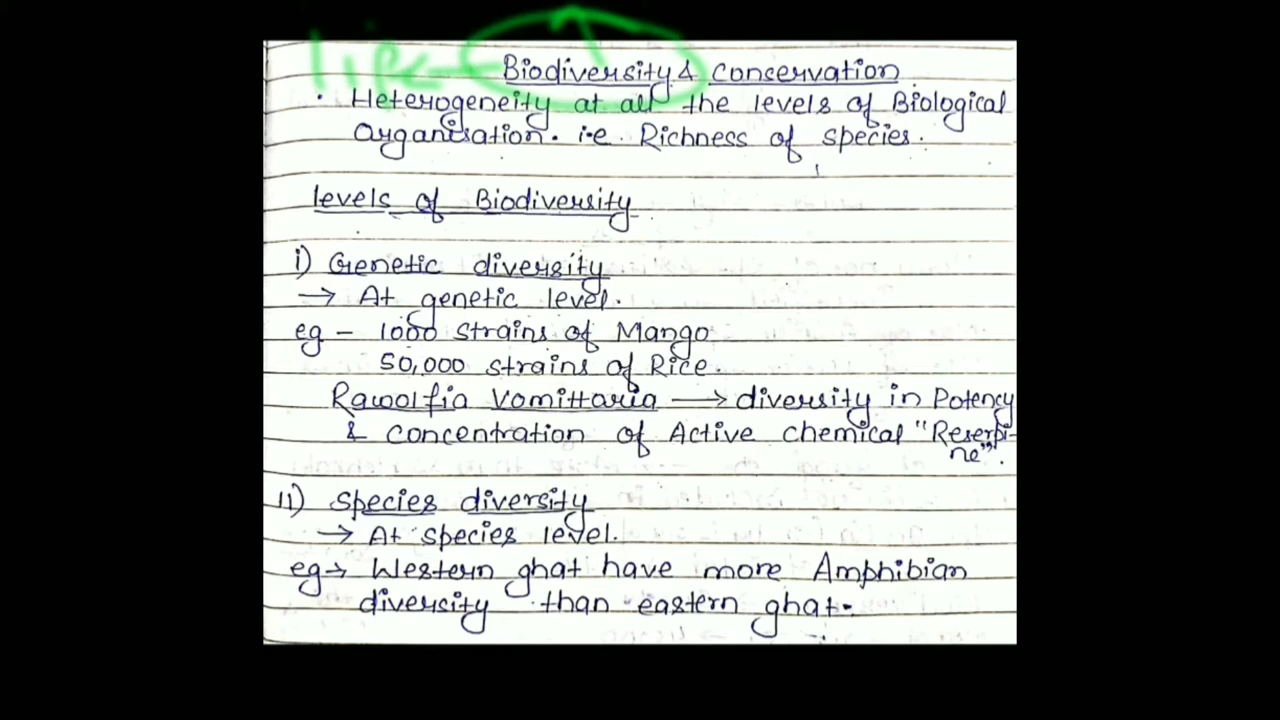 life
Biodiversity & Conservation
• Heterogeneity at all the levels of Biological
Organisation. i.e. Richness of species.
levels of Biodiversity
i) Genetic diversity
→ At genetic level.
eg - 1000 strains of Mango
50,000 strains of Rice.
Rawolfia Vomittaria → diversity in Potency
& concentration of Active chemical "Reserpi-
ne".
ii) Species diversity
→ At species level.
eg → Western ghat have more Amphibian
diversity than eastern ghat.